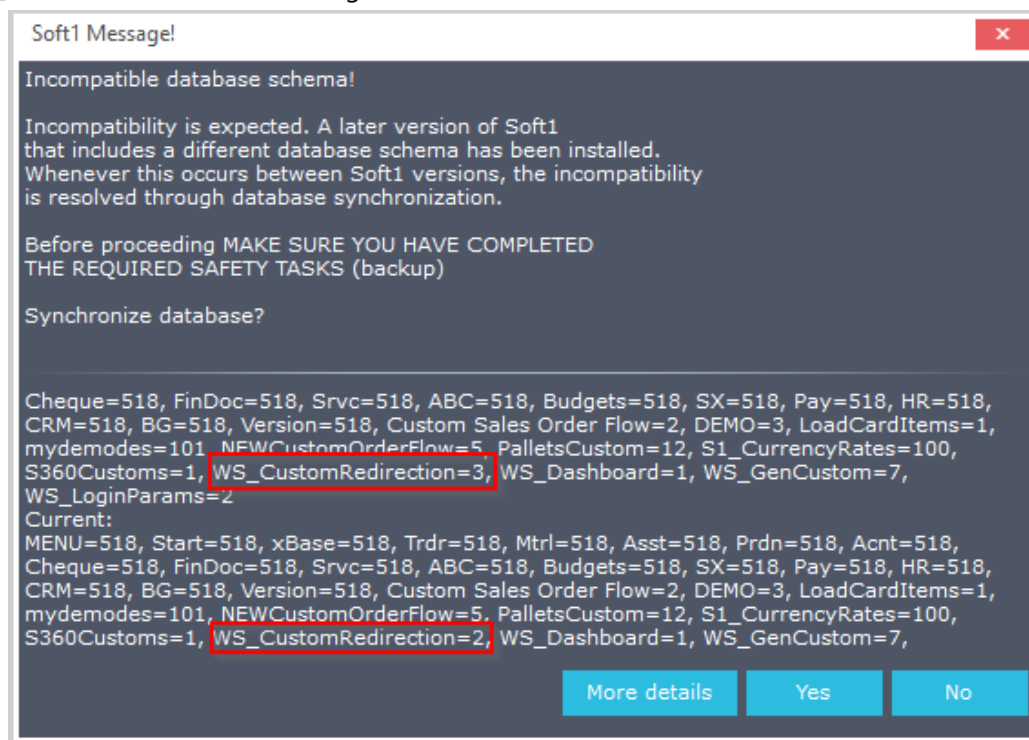 Soft1 Message!
Incompatible database schema!
Incompatibility is expected. A later version of Soft1
that includes a different database schema has been installed.
Whenever this occurs between Soft1 versions, the incompatibility
is resolved through database synchronization.
Before proceeding MAKE SURE YOU HAVE COMPLETED
THE REQUIRED SAFETY TASKS (backup)
Synchronize database?
Cheque=518, FinDoc=518, Srvc=518, ABC=518, Budgets=518, SX=518, Pay=518, HR=518,
CRM=518, BG=518, Version=518, Custom Sales Order Flow=2, DEMO=3, LoadCardItems=1,
mydemodes=101, NEWCustomOrderFlow=5, PalletsCustom=12, S1_CurrencyRates=100,
S360Customs=1, WS_CustomRedirection=3, WS_Dashboard=1, WS_GenCustom=7,
WS_LoginParams=2
Current:
MENU=518, Start=518, xBase=518, Trdr=518, Mtrl=518, Asst=518, Prdn=518, Acnt=518,
Cheque=518, FinDoc=518, Srvc=518, ABC=518, Budgets=518, SX=518, Pay=518, HR=518,
CRM=518, BG=518, Version=518, Custom Sales Order Flow=2, DEMO=3, LoadCardItems=1,
mydemodes=101, NEWCustomOrderFlow=5, PalletsCustom=12, S1_CurrencyRates=100,
S360Customs=1, WS_CustomRedirection=2, WS_Dashboard=1, WS_GenCustom=7,
More details Yes No